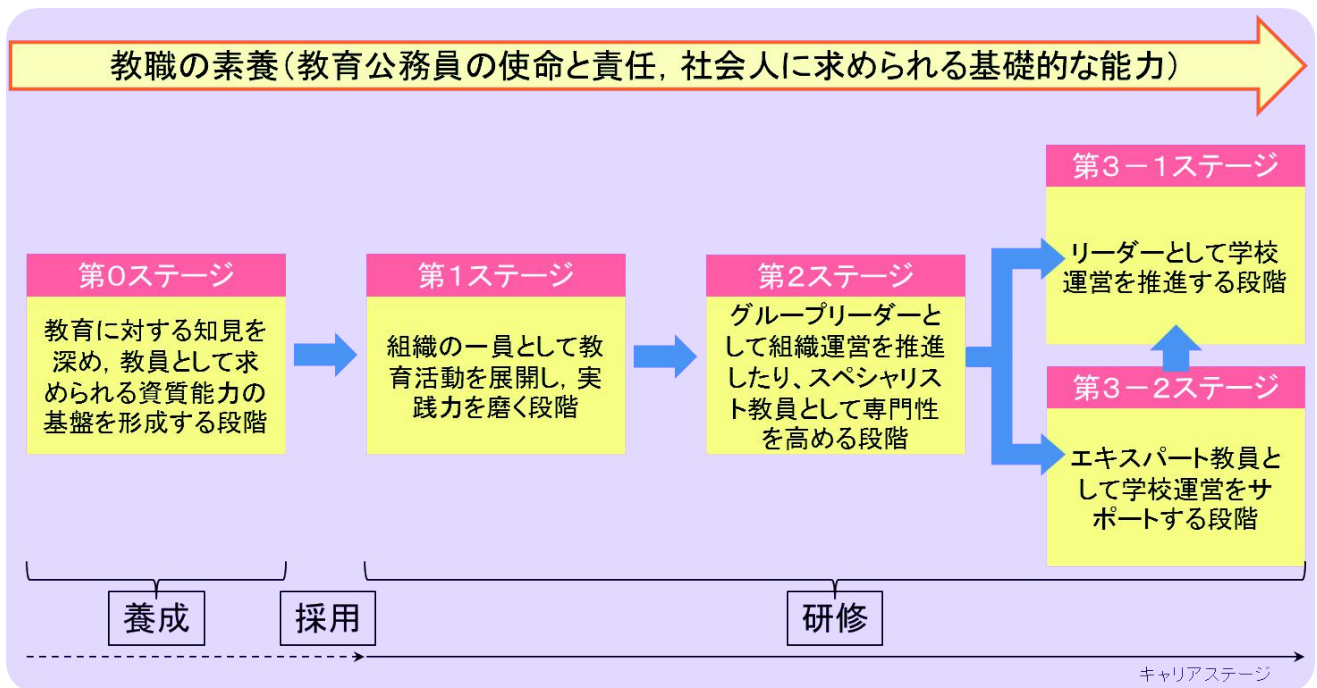 教職の素養(教育公務員の使命と責任，社会人に求められる基礎的な能力)
第０ステージ
教育に対する知見を
深め，教員として求
められる資質能力の
基盤を形成する段階
第１ステージ
組織の一員として教
育活動を展開し，実
践力を磨く段階
第２ステージ
グループリーダーと
して組織運営を推進
したり、スペシャリス
ト教員として専門性
を高める段階
第３－１ステージ
リーダーとして学校
運営を推進する段階
第３－２ステージ
エキスパート教員と
して学校運営をサ
ポートする段階
養成
採用
研修
キャリアステージ